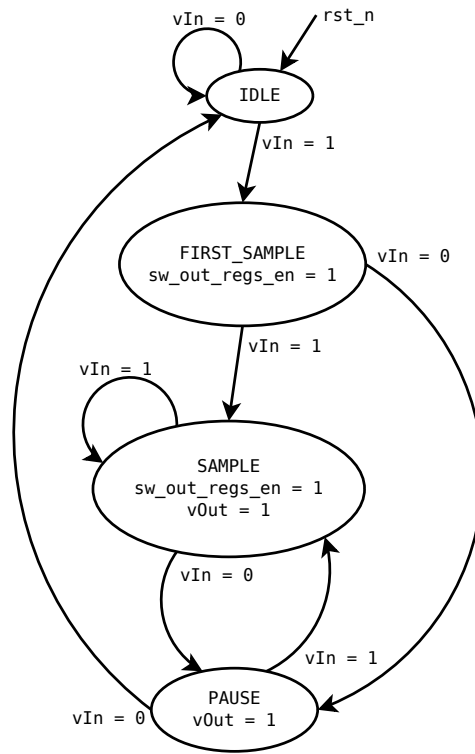 vIn = 0
rst_n
IDLE
vIn = 1
FIRST_SAMPLE
sw_out_regs_en = 1
vIn = 0
vIn = 1
vIn = 1
SAMPLE
sw_out_regs_en = 1
vOut = 1
vIn = 0
vIn = 1
PAUSE
vOut = 1
vIn = 0